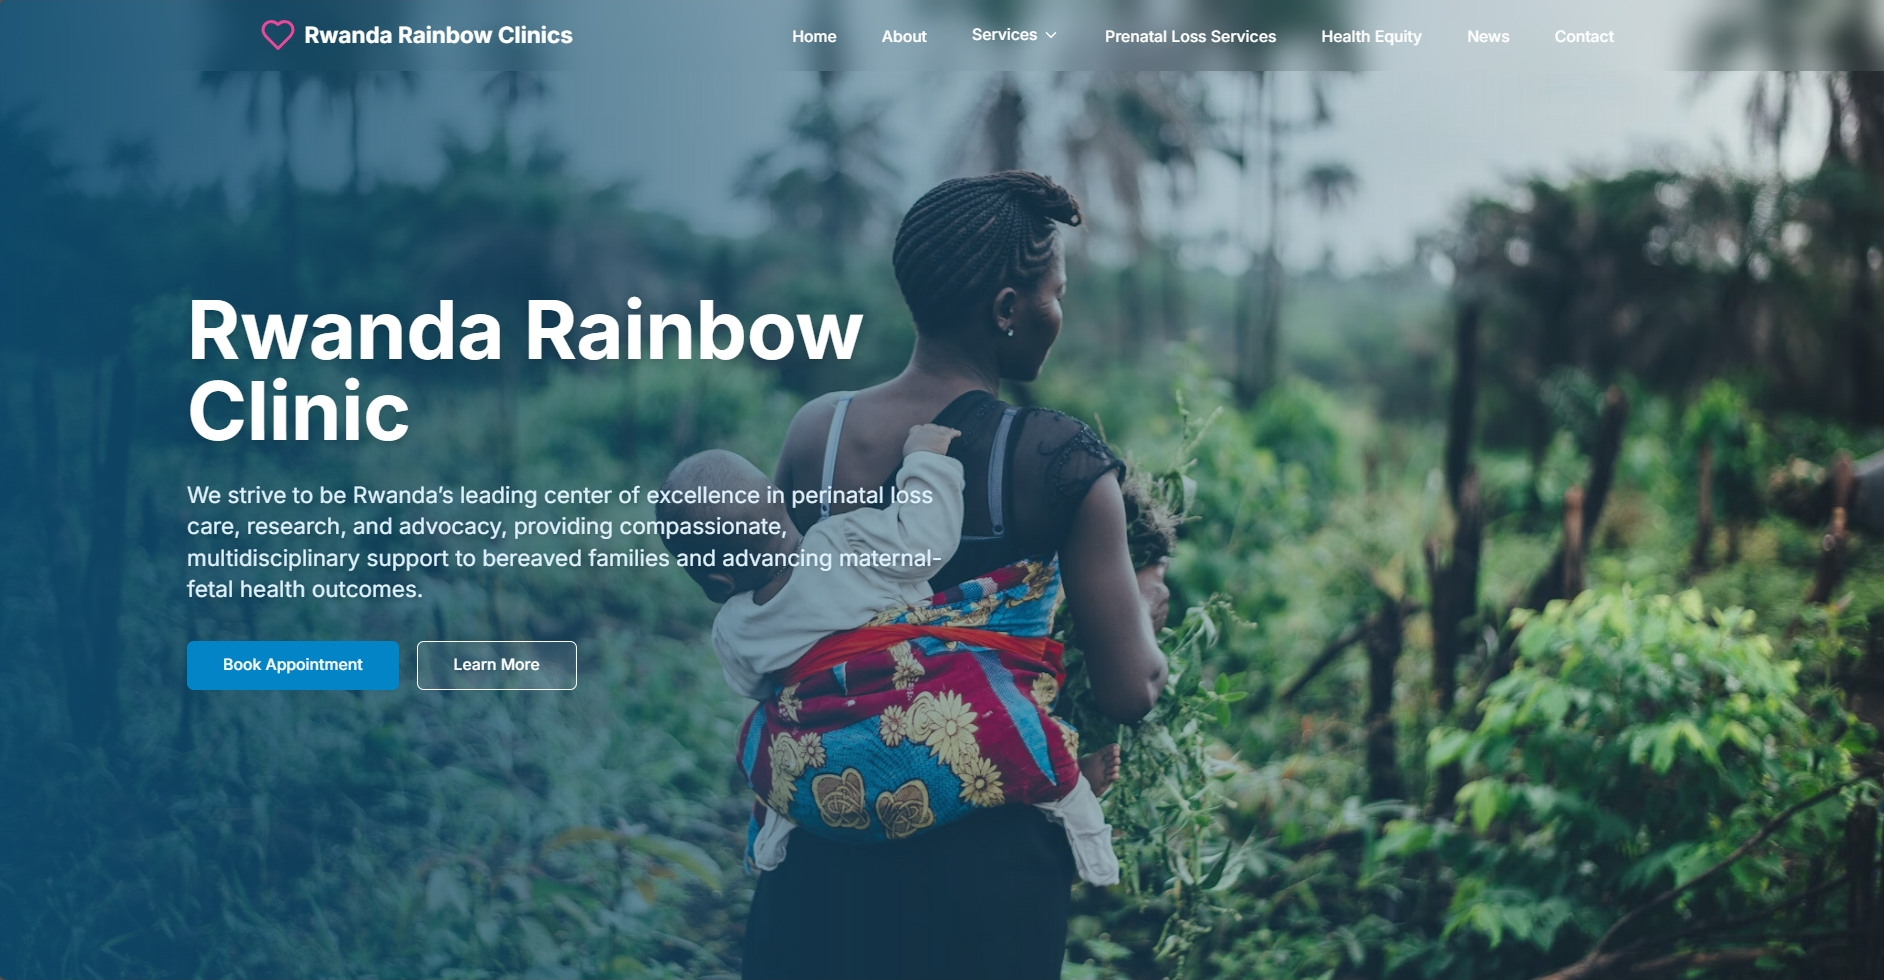 Rwanda Rainbow Clinics
Home About Services Prenatal Loss Services Health Equity News Contact
Rwanda Rainbow
Clinic
We strive to be Rwanda’s leading center of excellence in perinatal loss
care, research, and advocacy, providing compassionate,
multidisciplinary support to bereaved families and advancing maternal-
fetal health outcomes.
Book Appointment Learn More